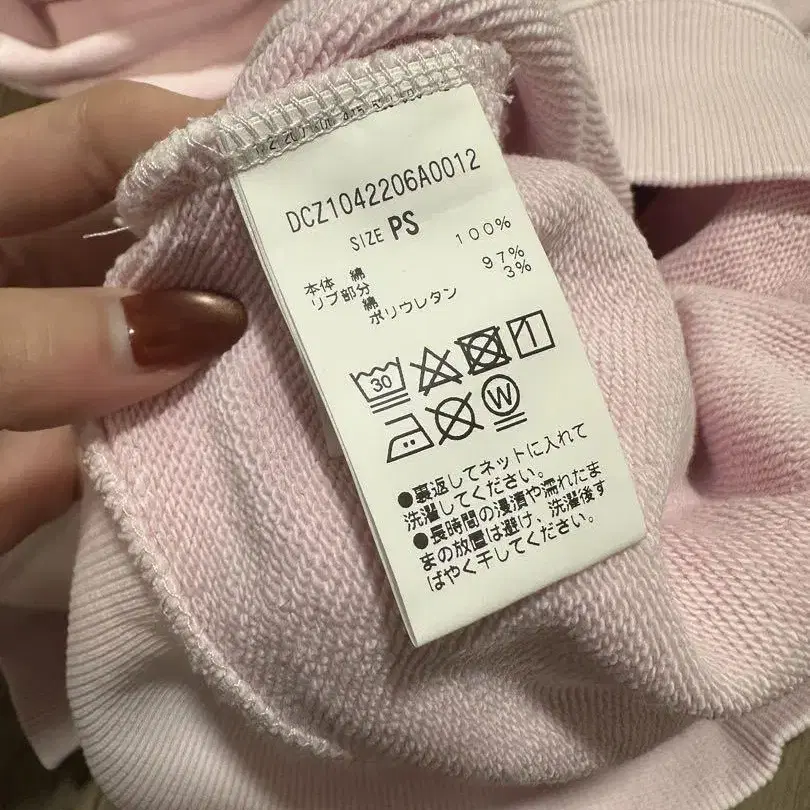 DCZ1042206A0012
SIZE PS
本体 綿 100%
リブ部分
綿 97%
ポリウレタン 3%
30
W
●裏返してネットに入れて
洗濯してください。
●長時間の浸漬や濡れたま
まの放置は避け、洗濯後す
ばやく干してください。